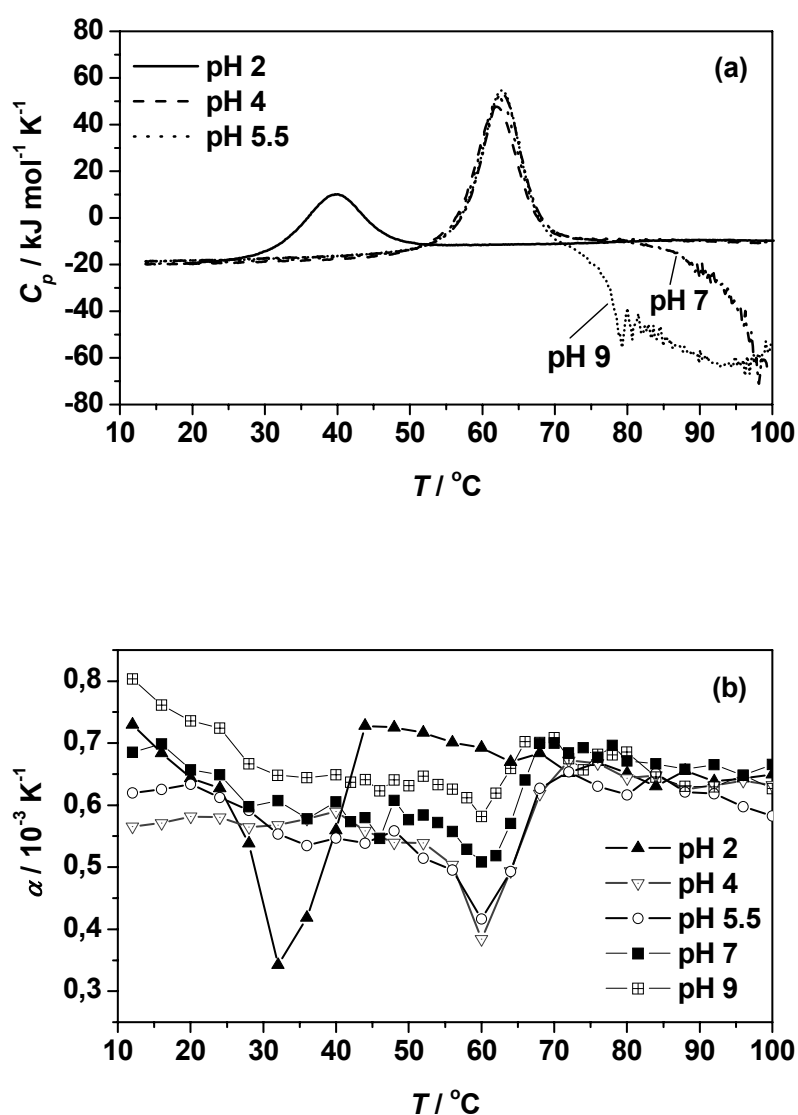 80
60
40
20
0
-20
-40
-60
-80
C_p / kJ mol⁻¹ K⁻¹
pH 2
pH 4
pH 5.5
(a)
pH 7
pH 9
10 20 30 40 50 60 70 80 90 100
T / °C
0,8
0,7
0,6
0,5
0,4
0,3
α / 10⁻³ K⁻¹
(b)
pH 2
pH 4
pH 5.5
pH 7
pH 9
10 20 30 40 50 60 70 80 90 100
T / °C